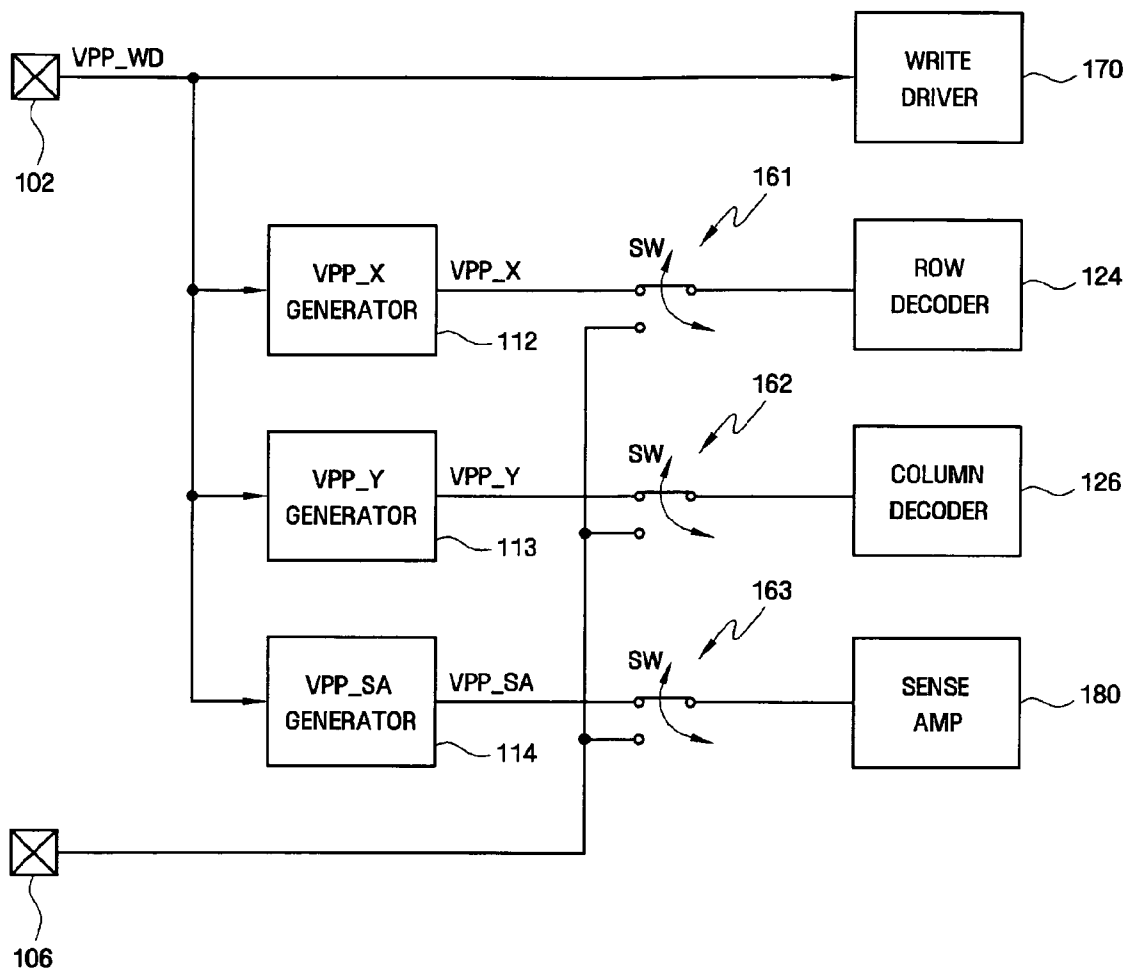 VPP_WD
WRITE
DRIVER
170
102
161
SW
VPP_X
GENERATOR
VPP_X
ROW
DECODER
124
112
162
SW
VPP_Y
GENERATOR
VPP_Y
COLUMN
DECODER
126
113
163
SW
VPP_SA
GENERATOR
VPP_SA
SENSE
AMP
180
114
106